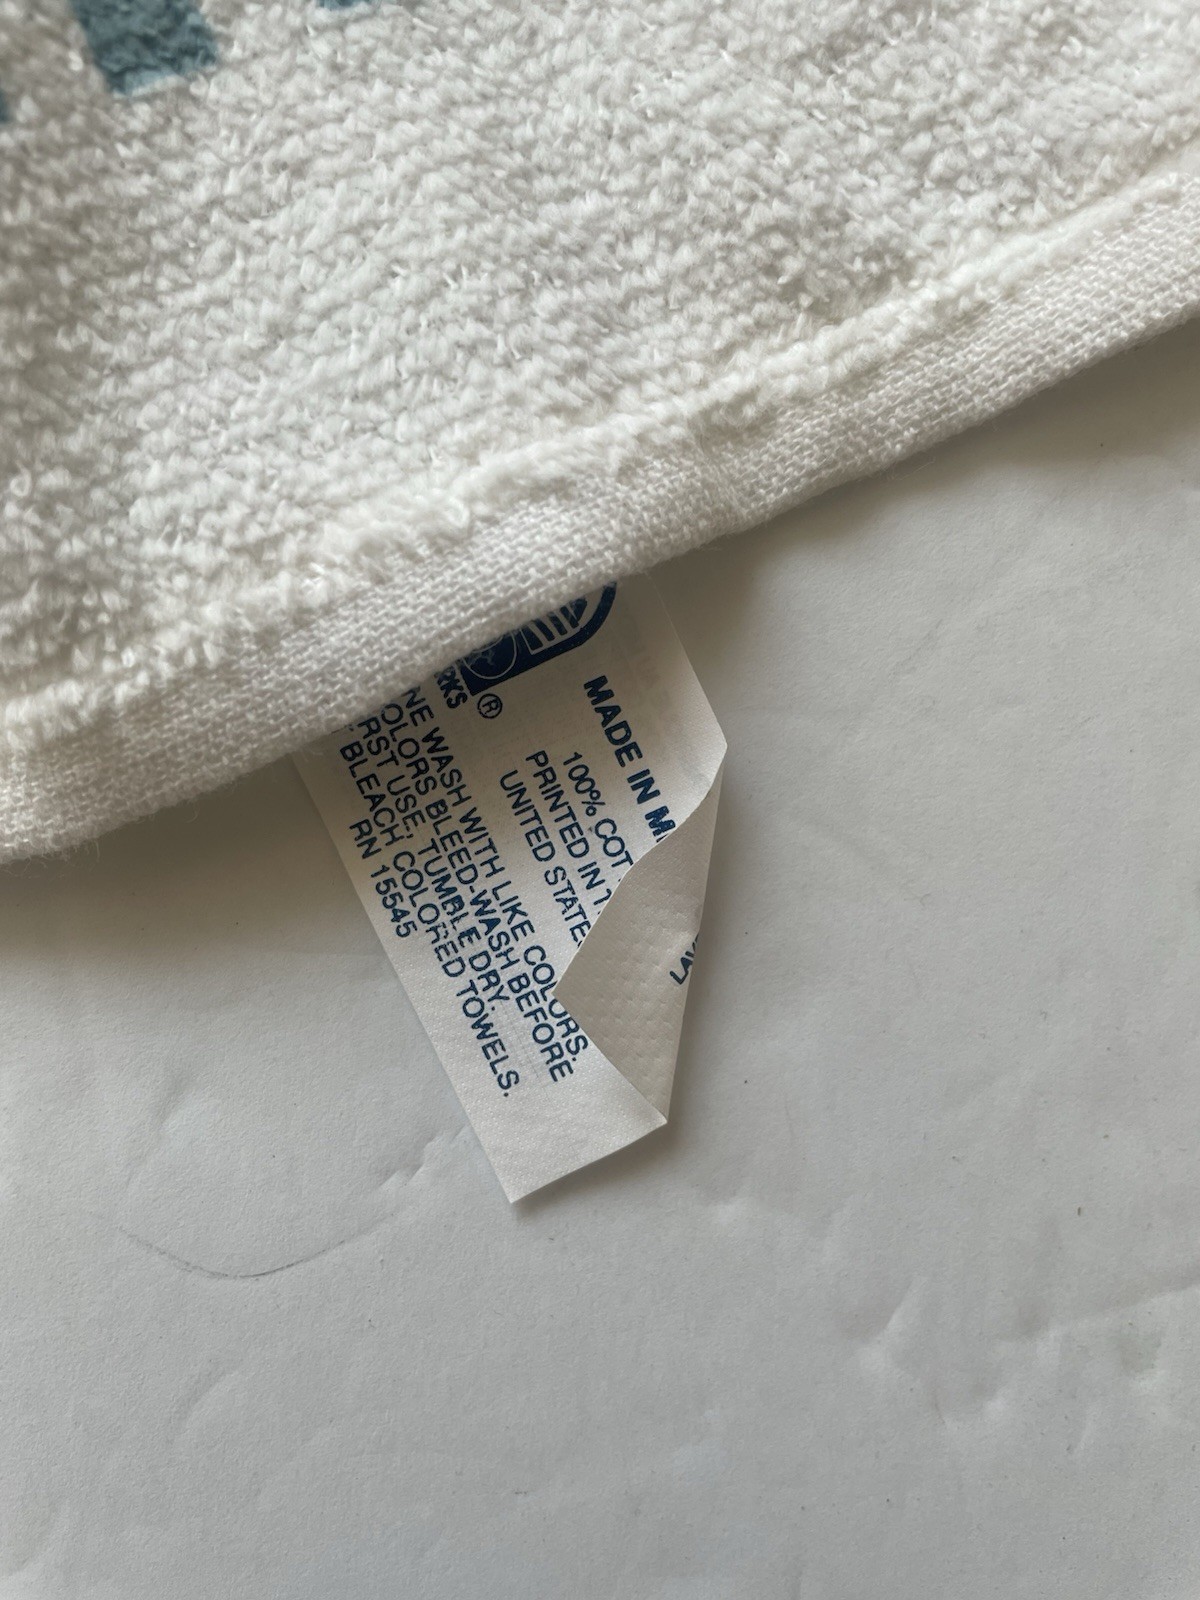 RKS ®
MADE IN M
100% COT
PRINTED IN T
UNITED STATE
NE WASH WITH LIKE COLORS.
OLORS BLEED-WASH BEFORE
RST USE. TUMBLE DRY.
T BLEACH COLORED TOWELS.
RN 15545